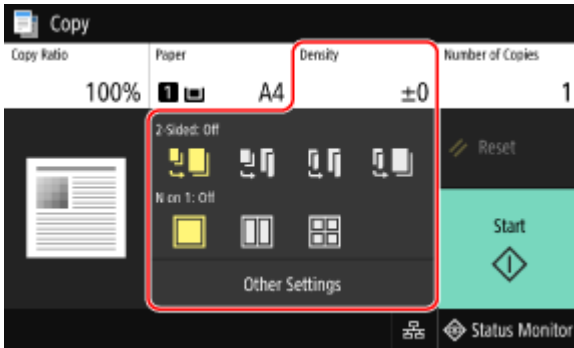 Copy
Copy Ratio
100%
Paper
1 A4
Density
±0
Number of Copies
1
2-Sided: Off
N on 1: Off
Other Settings
Reset
Start
Status Monitor